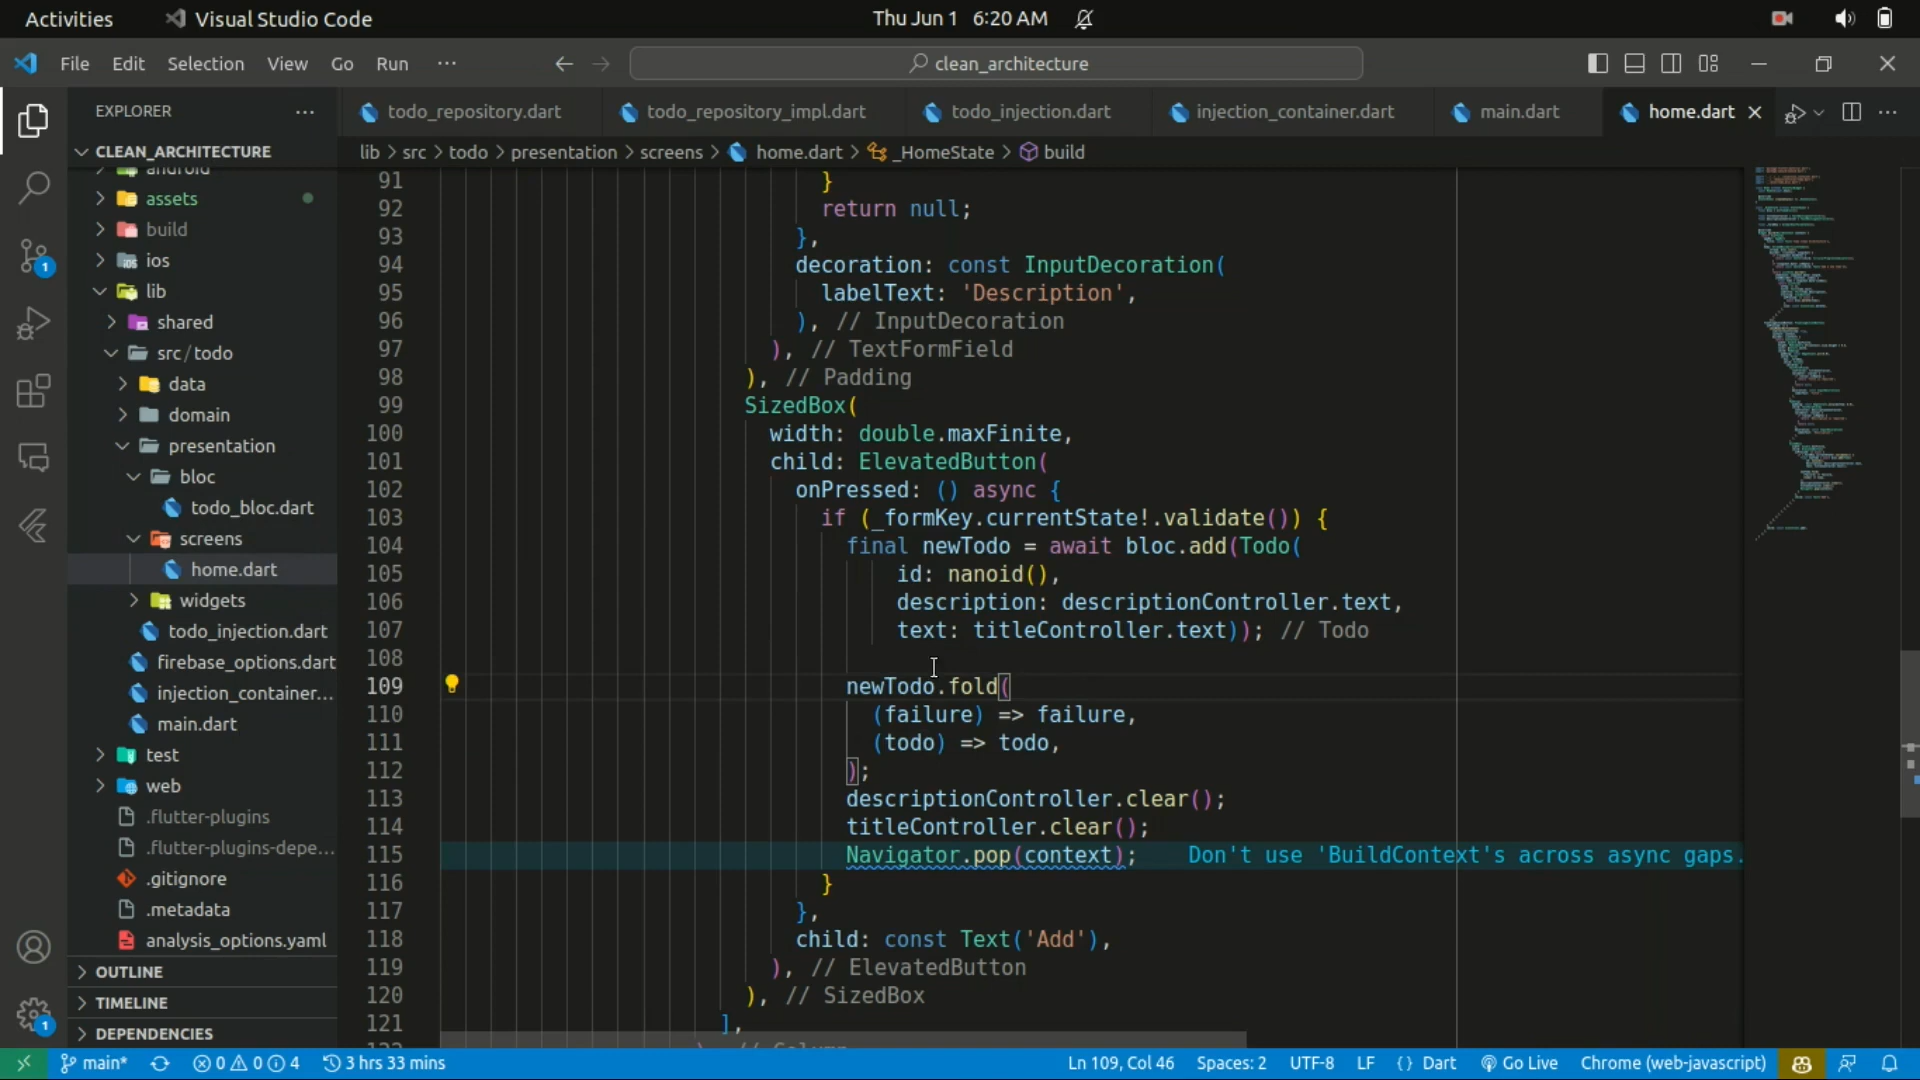 Activities
Visual Studio Code
Thu Jun 1 6:20 AM
File Edit Selection View Go Run ···
clean_architecture
EXPLORER
todo_repository.dart
todo_repository_impl.dart
todo_injection.dart
injection_container.dart
main.dart
home.dart
CLEAN_ARCHITECTURE
lib > src > todo > presentation > screens > home.dart > _HomeState > build
android
assets
build
ios
lib
shared
src/todo
data
domain
presentation
bloc
todo_bloc.dart
screens
home.dart
widgets
todo_injection.dart
firebase_options.dart
injection_container...
main.dart
test
web
.flutter-plugins
.flutter-plugins-depe...
.gitignore
.metadata
analysis_options.yaml
OUTLINE
TIMELINE
DEPENDENCIES
1
1
91 }
92 return null;
93 },
94 decoration: const InputDecoration(
95 labelText: 'Description',
96 ), // InputDecoration
97 ), // TextFormField
98 ), // Padding
99 SizedBox(
100 width: double.maxFinite,
101 child: ElevatedButton(
102 onPressed: () async {
103 if (_formKey.currentState!.validate()) {
104 final newTodo = await bloc.add(Todo(
105 id: nanoid(),
106 description: descriptionController.text,
107 text: titleController.text)); // Todo
108
109 newTodo.fold(
110 (failure) => failure,
111 (todo) => todo,
112 );
113 descriptionController.clear();
114 titleController.clear();
115 Navigator.pop(context); Don't use 'BuildContext's across async gaps.
116 }
117 },
118 child: const Text('Add'),
119 ), // ElevatedButton
120 ), // SizedBox
121 ],
main* 0 0 4 3 hrs 33 mins
Ln 109, Col 46 Spaces: 2 UTF-8 LF {} Dart Go Live Chrome (web-javascript)